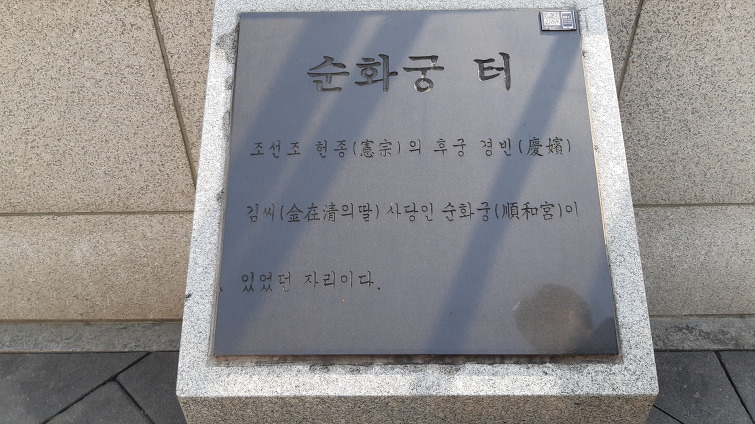 순화궁 터
조선조 헌종(憲宗)의 후궁 경빈(慶嬪)
김씨(金在清의딸) 사당인 순화궁(順和宮)이
있었던 자리이다.